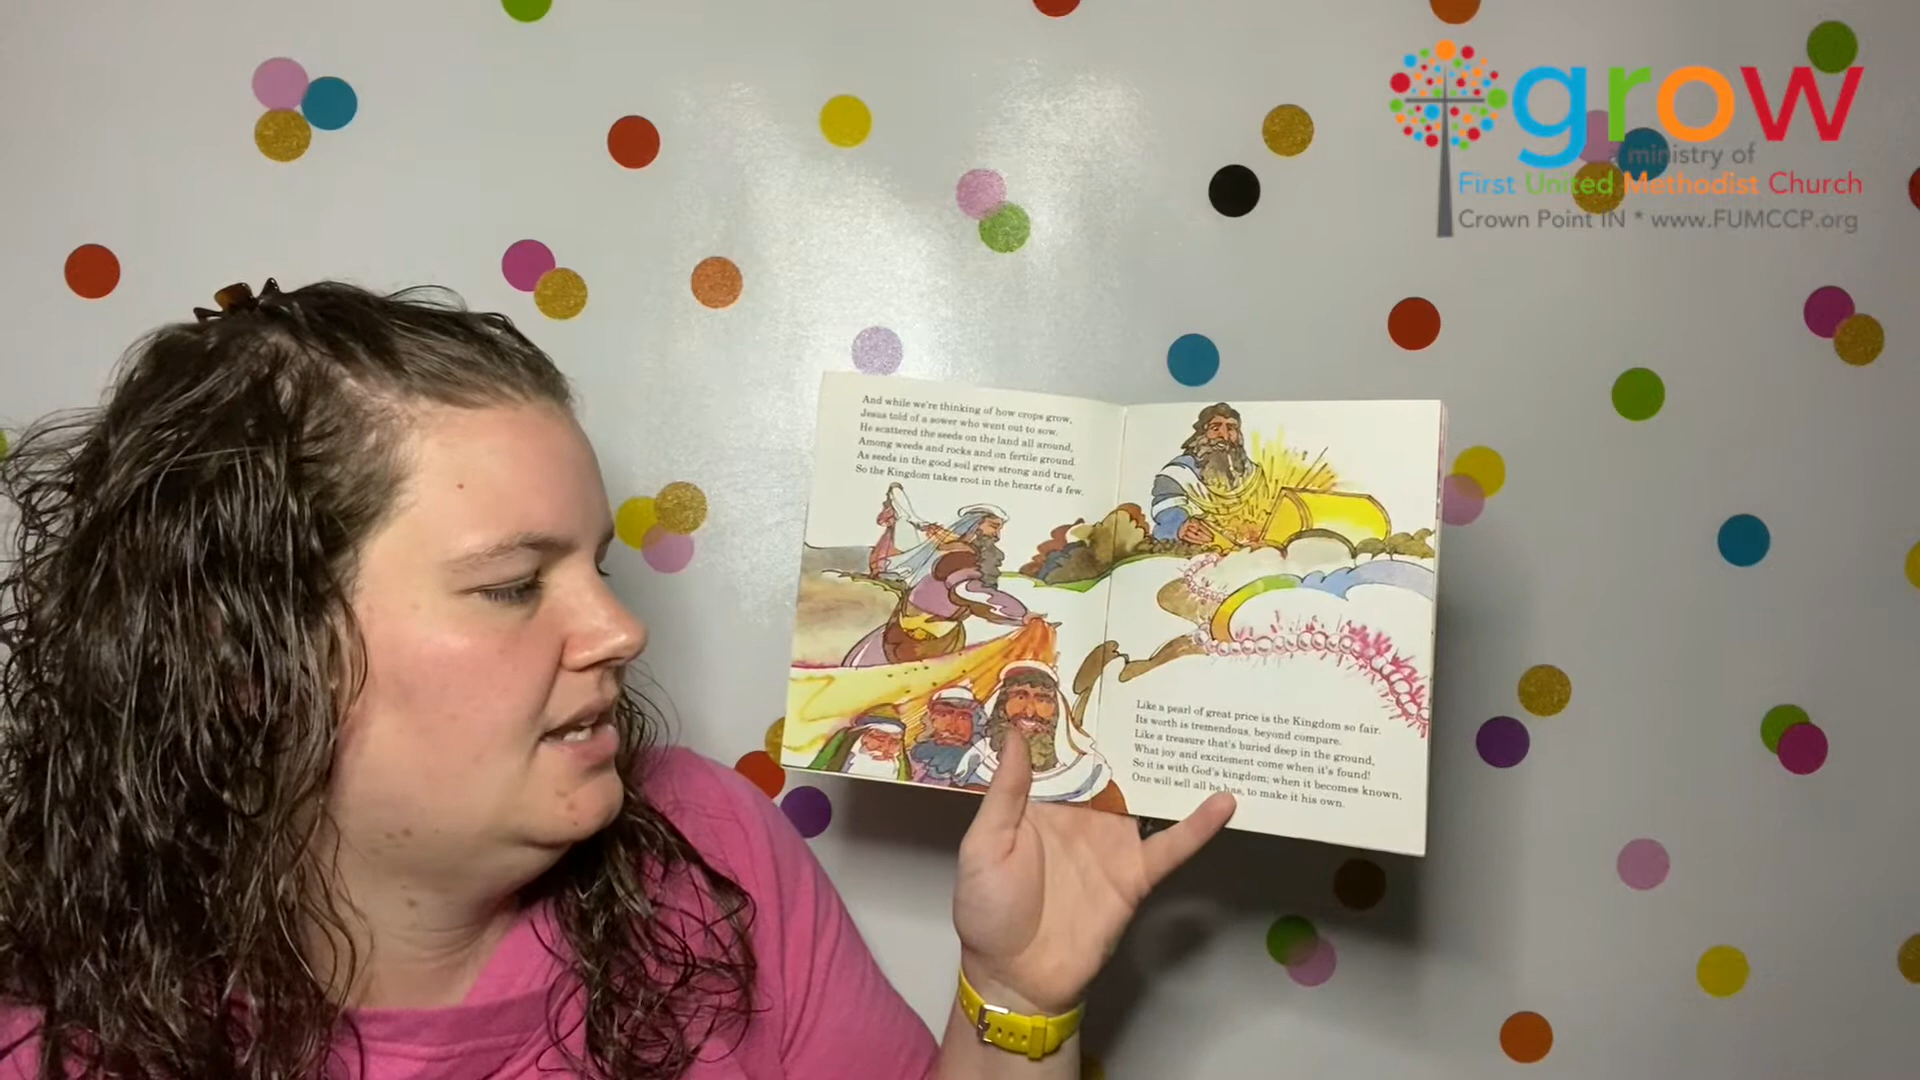 grow
a ministry of
First United Methodist Church
Crown Point IN * www.FUMCCP.org
And while we're thinking of how crops grow,
Jesus told of a sower who went out to sow.
He scattered the seeds on the land all around,
Among weeds and rocks and on fertile ground.
As seeds in the good soil grew strong and true,
So the Kingdom takes root in the hearts of a few.
Like a pearl of great price is the Kingdom so fair.
Its worth is tremendous, beyond compare.
Like a treasure that's buried deep in the ground,
What joy and excitement come when it's found!
So it is with God's kingdom; when it becomes known,
One will sell all he has, to make it his own.